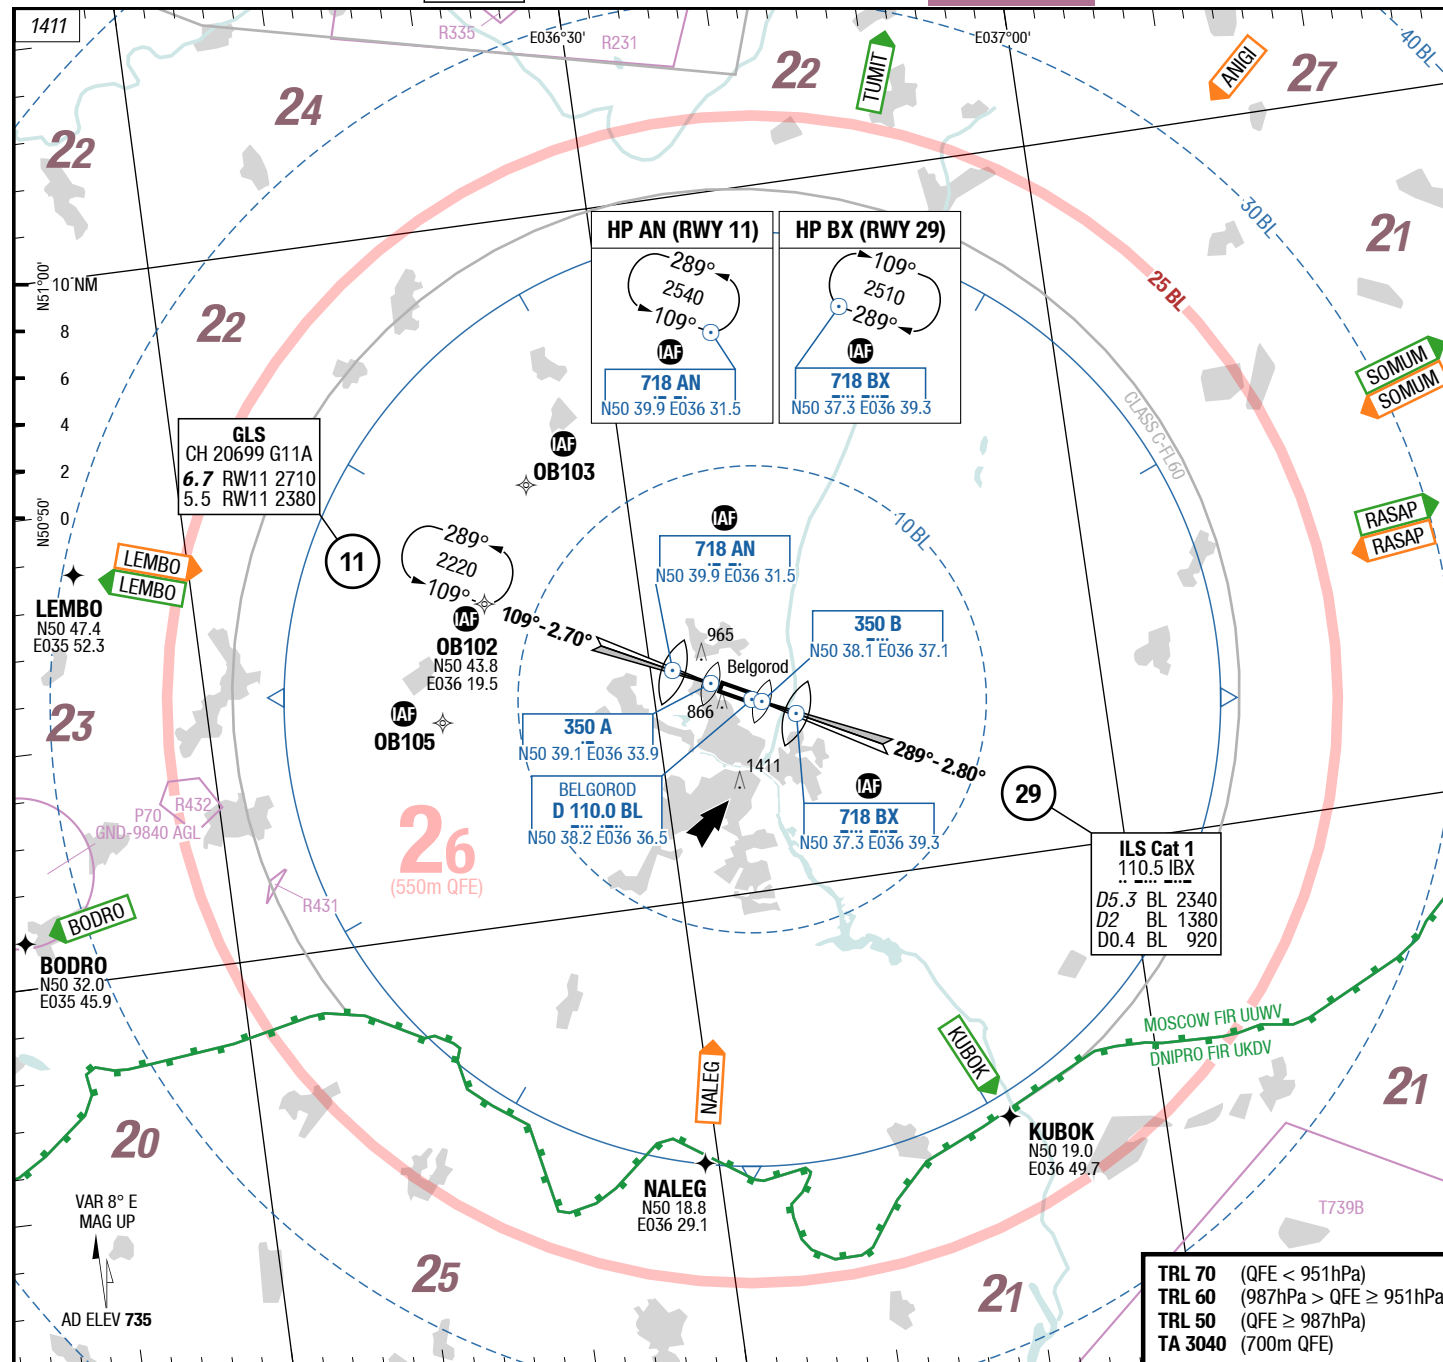 1411
R335
E036°30'
R231
22
TUMIT
E037°00'
ANIGI
27
40 BL
24
22
30 BL
21
25 BL
HP AN (RWY 11)
289°
2540
109°
IAF
718 AN
N50 39.9 E036 31.5
HP BX (RWY 29)
109°
2510
289°
IAF
718 BX
N50 37.3 E036 39.3
N51°00'
10 NM
8
6
4
2
0
N50°50'
22
SOMUM
SOMUM
CLASS C-FL60
GLS
CH 20699 G11A
6.7 RW11 2710
5.5 RW11 2380
11
IAF
OB103
RASAP
RASAP
10 BL
IAF
718 AN
N50 39.9 E036 31.5
289°
2220
109°
IAF
OB102
N50 43.8
E036 19.5
109°-2.70°
LEMBO
LEMBO
LEMBO
N50 47.4
E035 52.3
965
Belgorod
350 B
N50 38.1 E036 37.1
866
IAF
OB105
350 A
N50 39.1 E036 33.9
23
289°-2.80°
1411
BELGOROD
D 110.0 BL
N50 38.2 E036 36.5
IAF
718 BX
N50 37.3 E036 39.3
29
R432
P70
GND-9840 AGL
26
(550m QFE)
R431
ILS Cat 1
110.5 IBX
D5.3 BL 2340
D2 BL 1380
D0.4 BL 920
BODRO
BODRO
N50 32.0
E035 45.9
MOSCOW FIR UUWV
DNIPRO FIR UKDV
KUBOK
NALEG
KUBOK
N50 19.0
E036 49.7
21
20
NALEG
N50 18.8
E036 29.1
VAR 8° E
MAG UP
AD ELEV 735
25
21
T739B
TRL 70 (QFE < 951hPa)
TRL 60 (987hPa > QFE ≥ 951hPa
TRL 50 (QFE ≥ 987hPa)
TA 3040 (700m QFE)